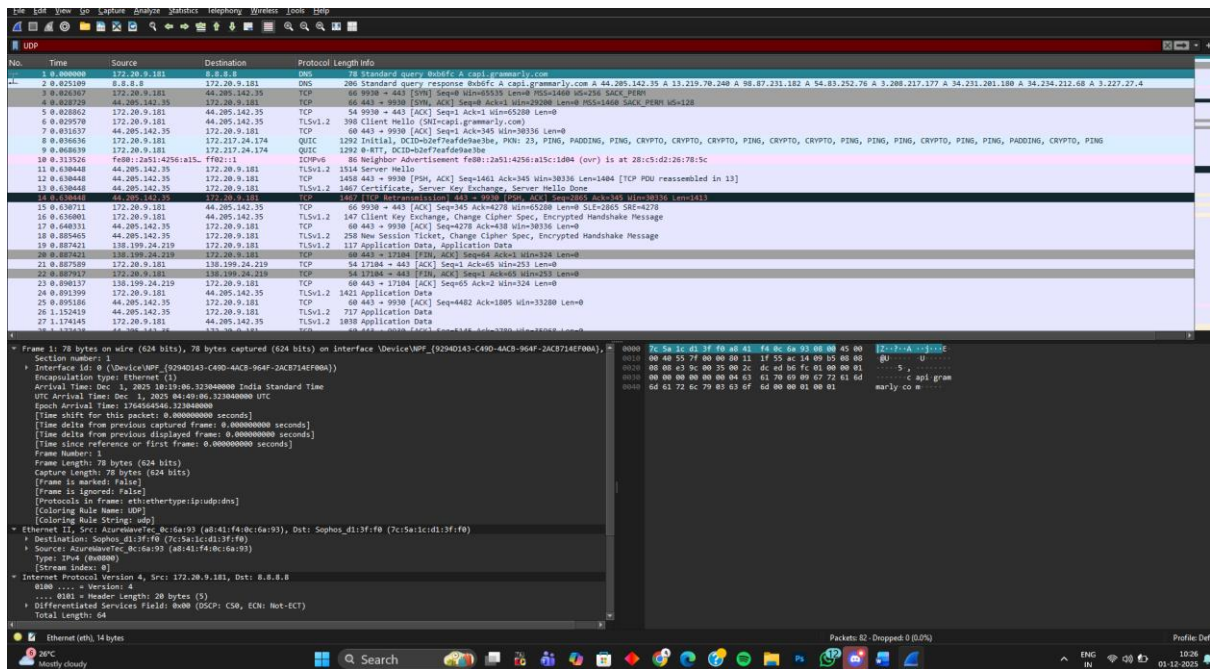 File Edit View Go Capture Analyze Statistics Telephony Wireless Tools Help
UDP
No. Time Source Destination Protocol Length Info
1 0.000000 172.20.9.181 8.8.8.8 DNS 78 Standard query 0xb6fc A capi.grammarly.com
2 0.025109 8.8.8.8 172.20.9.181 DNS 206 Standard query response 0xb6fc A capi.grammarly.com A 44.205.142.35 A 13.219.70.240 A 98.87.231.182 A 54.83.252.76 A 3.208.217.177 A 34.231.201.180 A 34.234.212.68 A 3.227.27.4
3 0.026367 172.20.9.181 44.205.142.35 TCP 66 9930 → 443 [SYN] Seq=0 Win=65535 Len=0 MSS=1460 WS=256 SACK_PERM
4 0.028729 44.205.142.35 172.20.9.181 TCP 66 443 → 9930 [SYN, ACK] Seq=0 Ack=1 Win=29200 Len=0 MSS=1460 SACK_PERM WS=128
5 0.028862 172.20.9.181 44.205.142.35 TCP 54 9930 → 443 [ACK] Seq=1 Ack=1 Win=65280 Len=0
6 0.029570 172.20.9.181 44.205.142.35 TLSv1.2 398 Client Hello (SNI=capi.grammarly.com)
7 0.031637 44.205.142.35 172.20.9.181 TCP 60 443 → 9930 [ACK] Seq=1 Ack=345 Win=30336 Len=0
8 0.036636 172.20.9.181 172.217.24.174 QUIC 1292 Initial, DCID=b2ef7eafde9ae3be, PKN: 23, PING, PADDING, PING, CRYPTO, CRYPTO, CRYPTO, PING, CRYPTO, CRYPTO, PING, PING, PING, CRYPTO, PING, CRYPTO, PING, PADDING, CRYPTO, PING
9 0.068639 172.20.9.181 172.217.24.174 QUIC 1292 0-RTT, DCID=b2ef7eafde9ae3be
10 0.313526 fe80::2a51:4256:a15… ff02::1 ICMPv6 86 Neighbor Advertisement fe80::2a51:4256:a15c:1d04 (ovr) is at 28:c5:d2:26:78:5c
11 0.630448 44.205.142.35 172.20.9.181 TLSv1.2 1514 Server Hello
12 0.630448 44.205.142.35 172.20.9.181 TCP 1458 443 → 9930 [PSH, ACK] Seq=1461 Ack=345 Win=30336 Len=1404 [TCP PDU reassembled in 13]
13 0.630448 44.205.142.35 172.20.9.181 TLSv1.2 1467 Certificate, Server Key Exchange, Server Hello Done
14 0.630448 44.205.142.35 172.20.9.181 TCP 1467 [TCP Retransmission] 443 → 9930 [PSH, ACK] Seq=2865 Ack=345 Win=30336 Len=1413
15 0.630711 172.20.9.181 44.205.142.35 TCP 66 9930 → 443 [ACK] Seq=345 Ack=4278 Win=65280 Len=0 SLE=2865 SRE=4278
16 0.636001 172.20.9.181 44.205.142.35 TLSv1.2 147 Client Key Exchange, Change Cipher Spec, Encrypted Handshake Message
17 0.640331 44.205.142.35 172.20.9.181 TCP 60 443 → 9930 [ACK] Seq=4278 Ack=438 Win=30336 Len=0
18 0.885465 44.205.142.35 172.20.9.181 TLSv1.2 258 New Session Ticket, Change Cipher Spec, Encrypted Handshake Message
19 0.887421 138.199.24.219 172.20.9.181 TLSv1.2 117 Application Data, Application Data
20 0.887421 138.199.24.219 172.20.9.181 TCP 60 443 → 17104 [FIN, ACK] Seq=64 Ack=1 Win=324 Len=0
21 0.887589 172.20.9.181 138.199.24.219 TCP 54 17104 → 443 [ACK] Seq=1 Ack=65 Win=253 Len=0
22 0.887917 172.20.9.181 138.199.24.219 TCP 54 17104 → 443 [FIN, ACK] Seq=1 Ack=65 Win=253 Len=0
23 0.890137 138.199.24.219 172.20.9.181 TCP 60 443 → 17104 [ACK] Seq=65 Ack=2 Win=324 Len=0
24 0.891399 172.20.9.181 44.205.142.35 TLSv1.2 1421 Application Data
25 0.895186 44.205.142.35 172.20.9.181 TCP 60 443 → 9930 [ACK] Seq=4482 Ack=1805 Win=33280 Len=0
26 1.152419 44.205.142.35 172.20.9.181 TLSv1.2 717 Application Data
27 1.174145 172.20.9.181 44.205.142.35 TLSv1.2 1038 Application Data
Frame 1: 78 bytes on wire (624 bits), 78 bytes captured (624 bits) on interface \Device\NPF_{9294D143-C49D-4ACB-964F-2ACB714EF00A},
Section number: 1
Interface id: 0 (\Device\NPF_{9294D143-C49D-4ACB-964F-2ACB714EF00A})
Encapsulation type: Ethernet (1)
Arrival Time: Dec 1, 2025 10:19:06.323040000 India Standard Time
UTC Arrival Time: Dec 1, 2025 04:49:06.323040000 UTC
Epoch Arrival Time: 1764564546.323040000
[Time shift for this packet: 0.000000000 seconds]
[Time delta from previous captured frame: 0.000000000 seconds]
[Time delta from previous displayed frame: 0.000000000 seconds]
[Time since reference or first frame: 0.000000000 seconds]
Frame Number: 1
Frame Length: 78 bytes (624 bits)
Capture Length: 78 bytes (624 bits)
[Frame is marked: False]
[Frame is ignored: False]
[Protocols in frame: eth:ethertype:ip:udp:dns]
[Coloring Rule Name: UDP]
[Coloring Rule String: udp]
Ethernet II, Src: AzureWaveTec_0c:6a:93 (a8:41:f4:0c:6a:93), Dst: Sophos_d1:3f:f0 (7c:5a:1c:d1:3f:f0)
Destination: Sophos_d1:3f:f0 (7c:5a:1c:d1:3f:f0)
Source: AzureWaveTec_0c:6a:93 (a8:41:f4:0c:6a:93)
Type: IPv4 (0x0800)
[Stream index: 0]
Internet Protocol Version 4, Src: 172.20.9.181, Dst: 8.8.8.8
0100 .... = Version: 4
.... 0101 = Header Length: 20 bytes (5)
Differentiated Services Field: 0x00 (DSCP: CS0, ECN: Not-ECT)
Total Length: 64
0000 7c 5a 1c d1 3f f0 a8 41 f4 0c 6a 93 08 00 45 00 |Z··?··A ··j···E·
0010 00 40 55 7f 00 00 80 11 1f 55 ac 14 09 b5 08 08 ·@U····· ·U······
0020 08 08 e3 9c 00 35 00 2c dc ed b6 fc 01 00 00 01 ·····5·, ········
0030 00 00 00 00 00 00 04 63 61 70 69 09 67 72 61 6d ·······c api·gram
0040 6d 61 72 6c 79 03 63 6f 6d 00 00 01 00 01 marly·co m·····
Ethernet (eth), 14 bytes
Packets: 82 · Dropped: 0 (0.0%)
Profile: Def
26°C
Mostly cloudy
Search
ENG
IN
10:26
01-12-2025